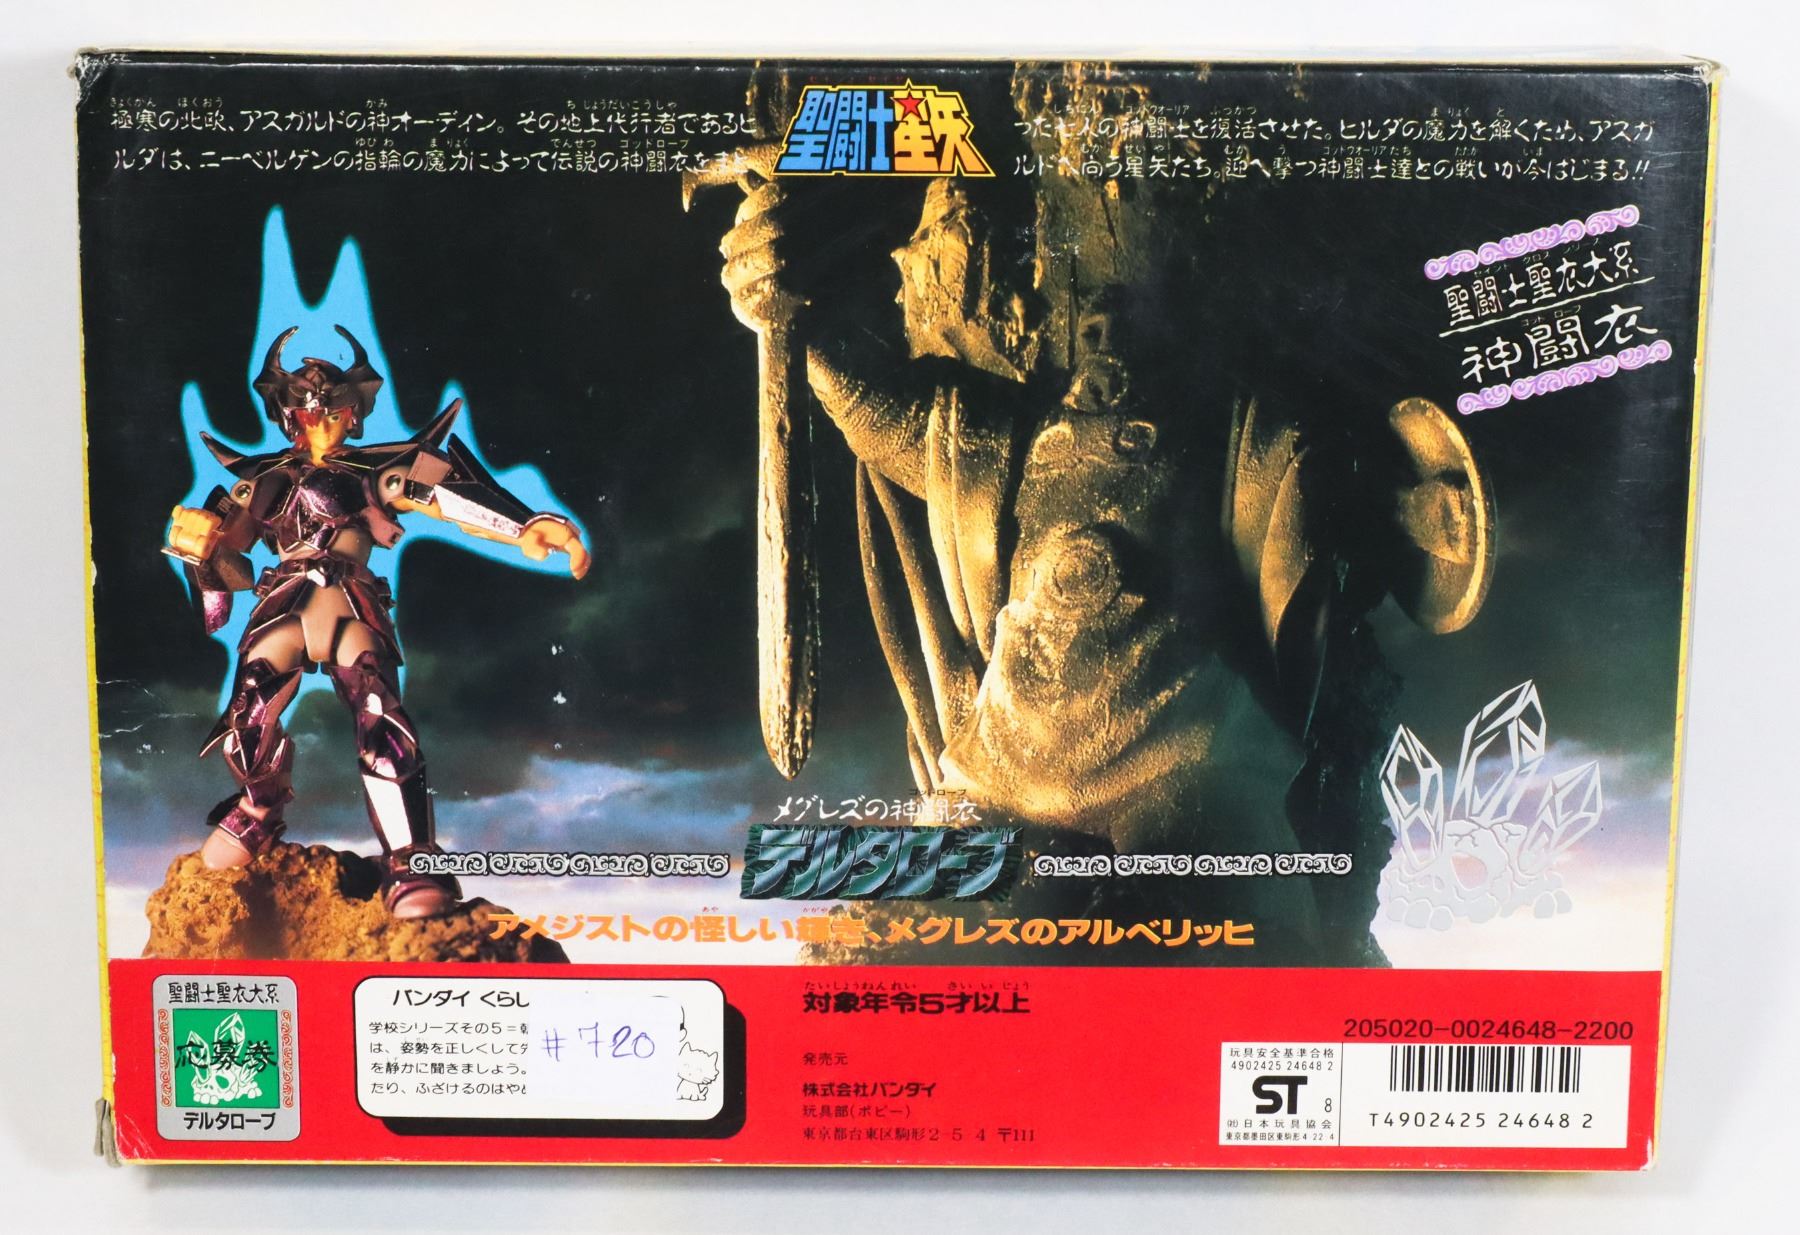 極寒の北欧、アスガルドの神オーディン。その地上代行者であるヒ
ルダは、ニーベルゲンの指輪の魔力によって伝説の神闘衣をまと
聖闘士星矢
った七人の神闘士を復活させた。ヒルダの魔力を解くため、アスガ
ルドへ向う星矢たち。迎へ撃つ神闘士達との戦いが今はじまる!!
聖闘士聖衣大系
神闘衣
メグレズの神闘衣
デルタローブ
アメジストの怪しい輝き、メグレズのアルベリッヒ
聖闘士聖衣大系
応募券
デルタローブ
バンダイ くらし
学校シリーズその5=
は、姿勢を正しくして
を静かに聞きましょう。
たり、ふざけるのはや
#720
対象年令5才以上
発売元
株式会社バンダイ
玩具部(ポピー)
東京都台東区駒形2-5 4 〒111
205020-0024648-2200
玩具安全基準合格
4902425 24648 2
ST 8
㈳日本玩具協会
東京都墨田区東駒形4 22 4
T4902425 24648 2